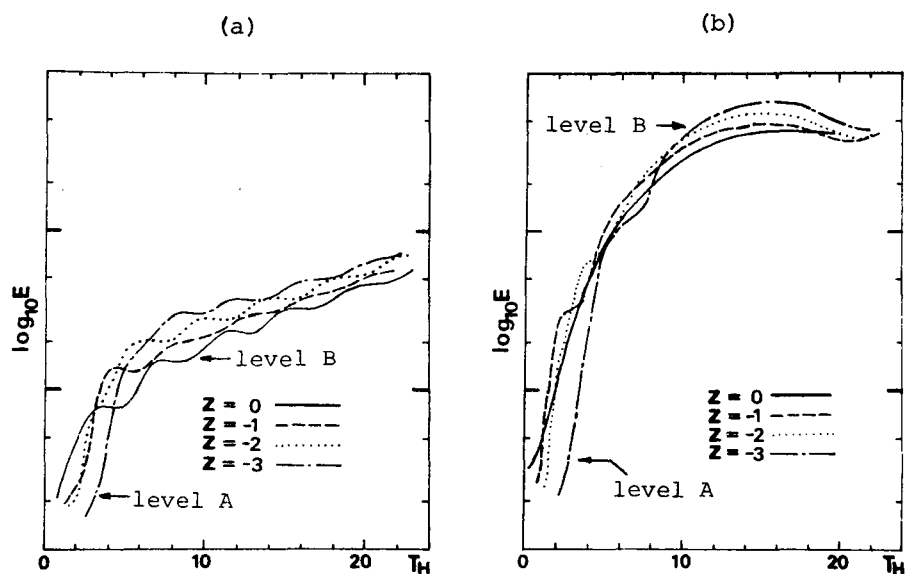 (a)
log10E
level B
Z = 0
Z = -1
Z = -2
Z = -3
level A
0 10 20 TH
(b)
level B
log10E
Z = 0
Z = -1
Z = -2
Z = -3
level A
0 10 20 TH